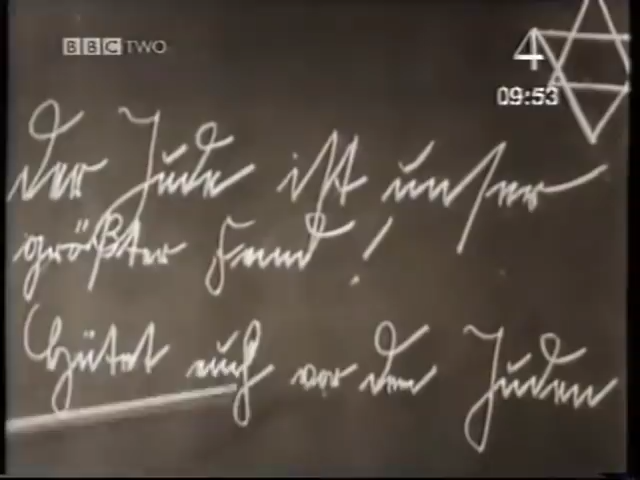 BBC TWO
4
09:53
Der Jude ist unser
größter Feind!
Hütet euch vor den Juden